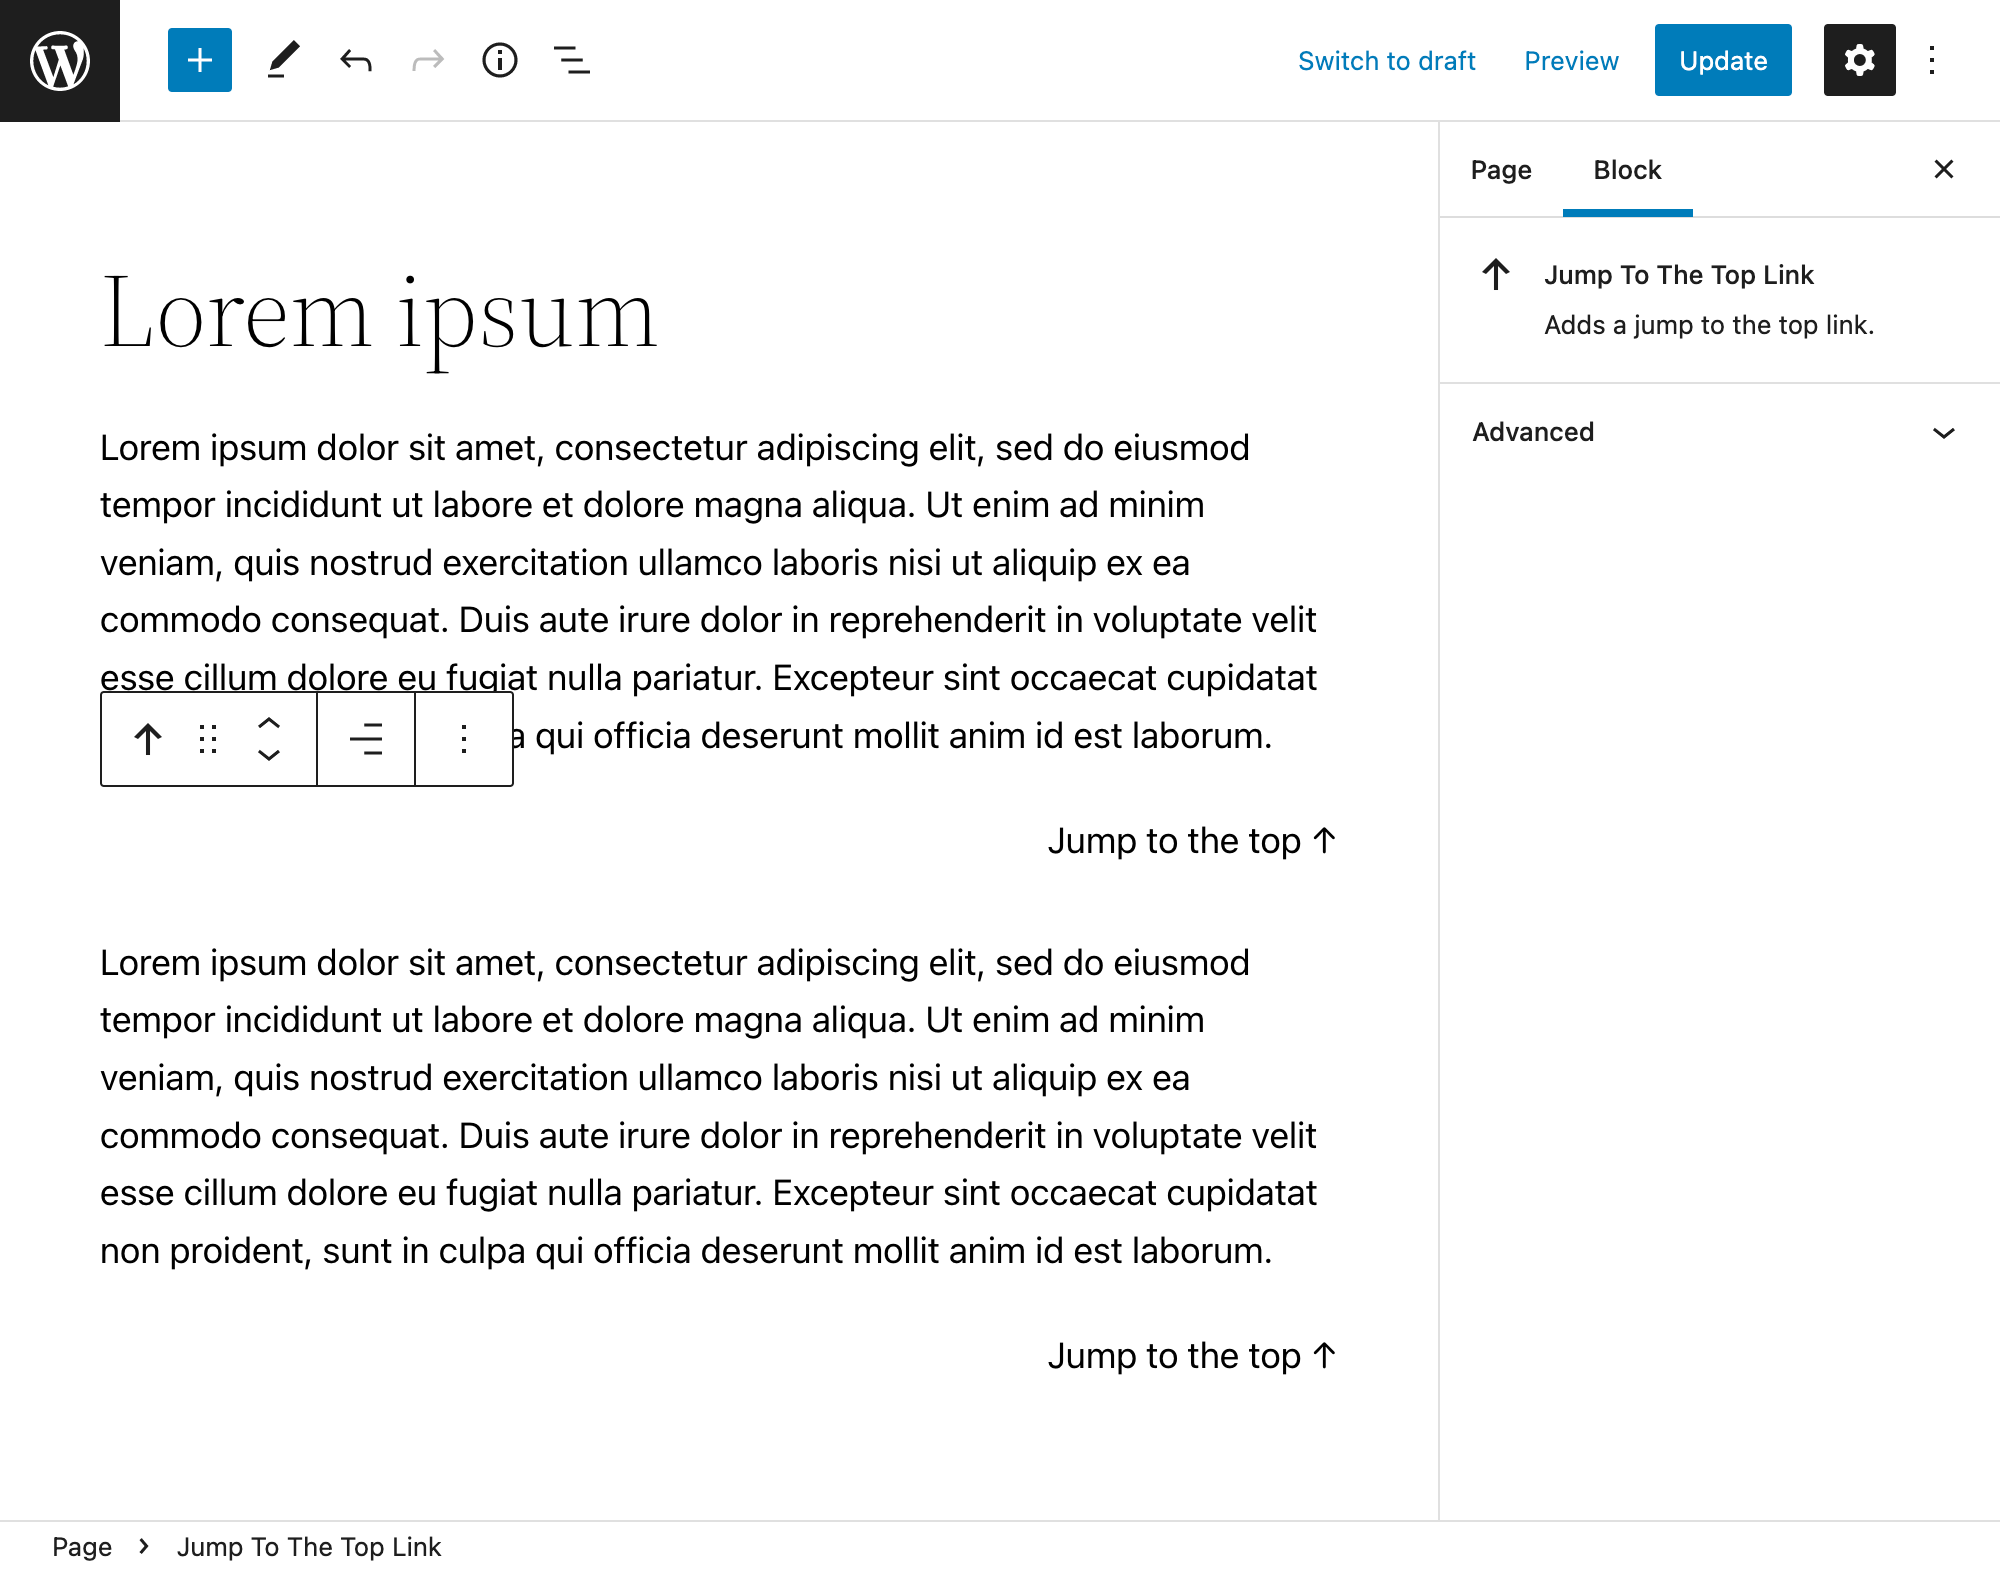 Switch to draft
Preview
Update
Page
Block
Jump To The Top Link
Adds a jump to the top link.
Advanced
Lorem ipsum
Lorem ipsum dolor sit amet, consectetur adipiscing elit, sed do eiusmod
tempor incididunt ut labore et dolore magna aliqua. Ut enim ad minim
veniam, quis nostrud exercitation ullamco laboris nisi ut aliquip ex ea
commodo consequat. Duis aute irure dolor in reprehenderit in voluptate velit
esse cillum dolore eu fugiat nulla pariatur. Excepteur sint occaecat cupidatat
a qui officia deserunt mollit anim id est laborum.
Jump to the top ↑
Lorem ipsum dolor sit amet, consectetur adipiscing elit, sed do eiusmod
tempor incididunt ut labore et dolore magna aliqua. Ut enim ad minim
veniam, quis nostrud exercitation ullamco laboris nisi ut aliquip ex ea
commodo consequat. Duis aute irure dolor in reprehenderit in voluptate velit
esse cillum dolore eu fugiat nulla pariatur. Excepteur sint occaecat cupidatat
non proident, sunt in culpa qui officia deserunt mollit anim id est laborum.
Jump to the top ↑
Page › Jump To The Top Link